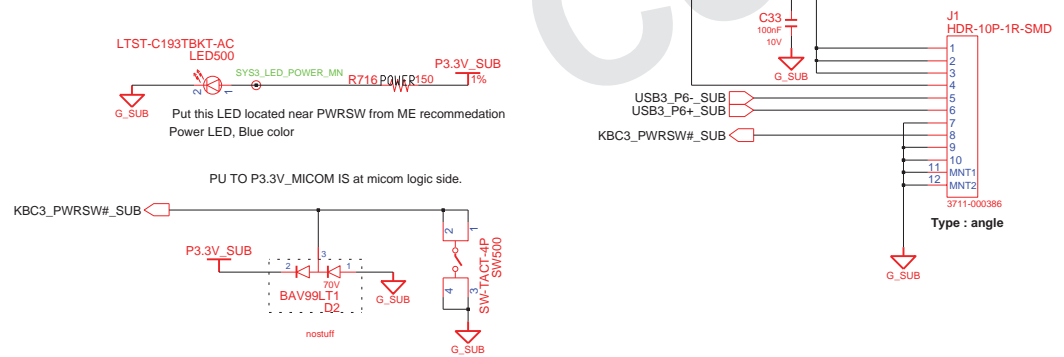 C33
100nF
10V
G_SUB
J1
HDR-10P-1R-SMD
1
2
3
4
5
6
7
8
9
10
11 MNT1
12 MNT2
3711-000386
Type : angle
USB3_P6-_SUB
USB3_P6+_SUB
KBC3_PWRSW#_SUB
G_SUB
LTST-C193TBKT-AC
LED500
SYS3_LED_POWER_MN
P3.3V_SUB
R716 POWER 150
1%
2
1
G_SUB
Put this LED located near PWRSW from ME recommedation
Power LED, Blue color
PU TO P3.3V_MICOM IS at micom logic side.
KBC3_PWRSW#_SUB
P3.3V_SUB
2
3
1
70V
BAV99LT1
D2
nostuff
G_SUB
2
1
4
3
SW-TACT-4P
SW500
G_SUB